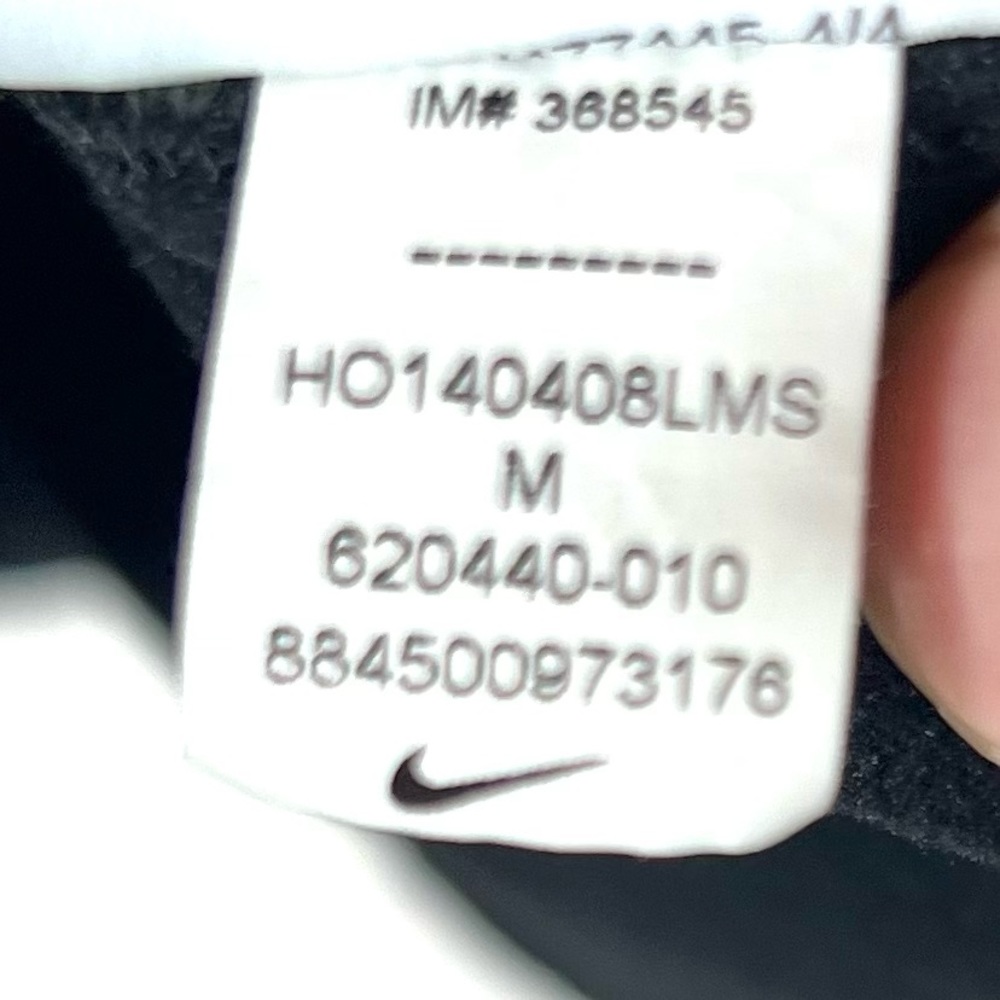 IM# 368545
----------
HO140408LMS
M
620440-010
884500973176